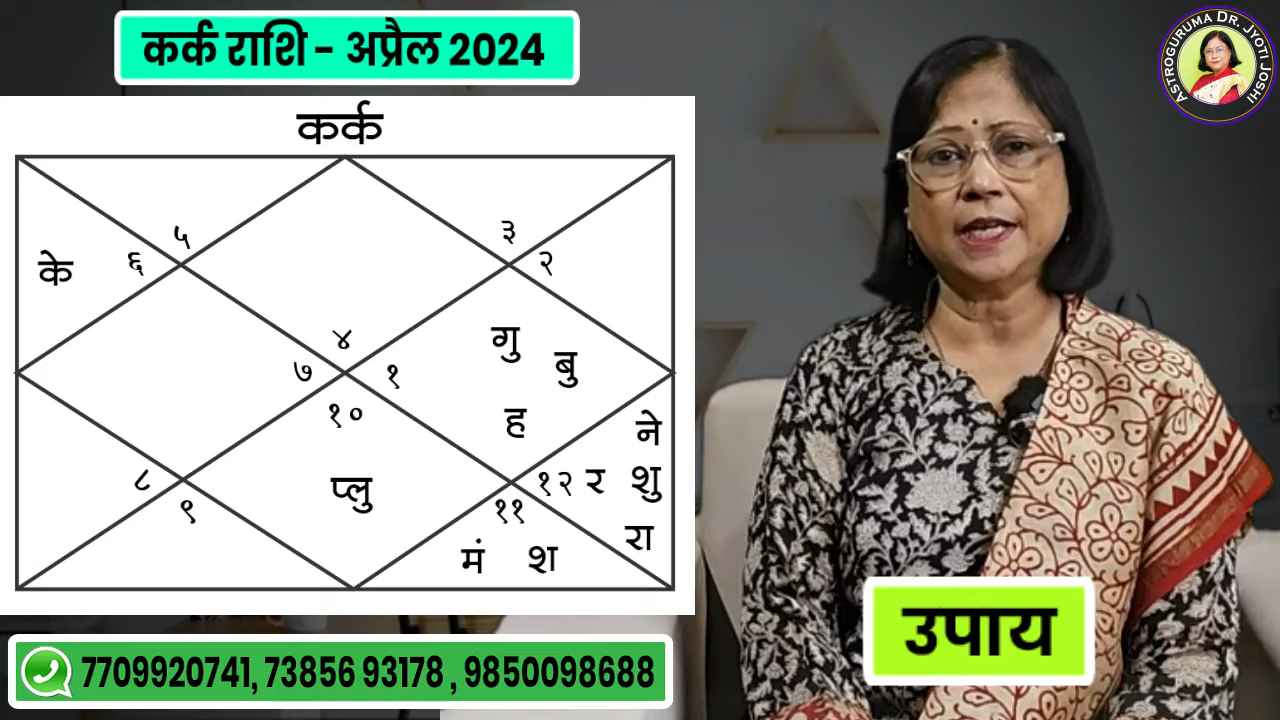 कर्क राशि - अप्रैल 2024
ASTROGURUMA DR. JYOTI JOSHI
कर्क
५
३
के
६
२
४
गु
बु
७
१
१०
ह
ने
८
९
प्लु
११
१२
र
शु
रा
मं
श
उपाय
7709920741, 73856 93178 , 9850098688